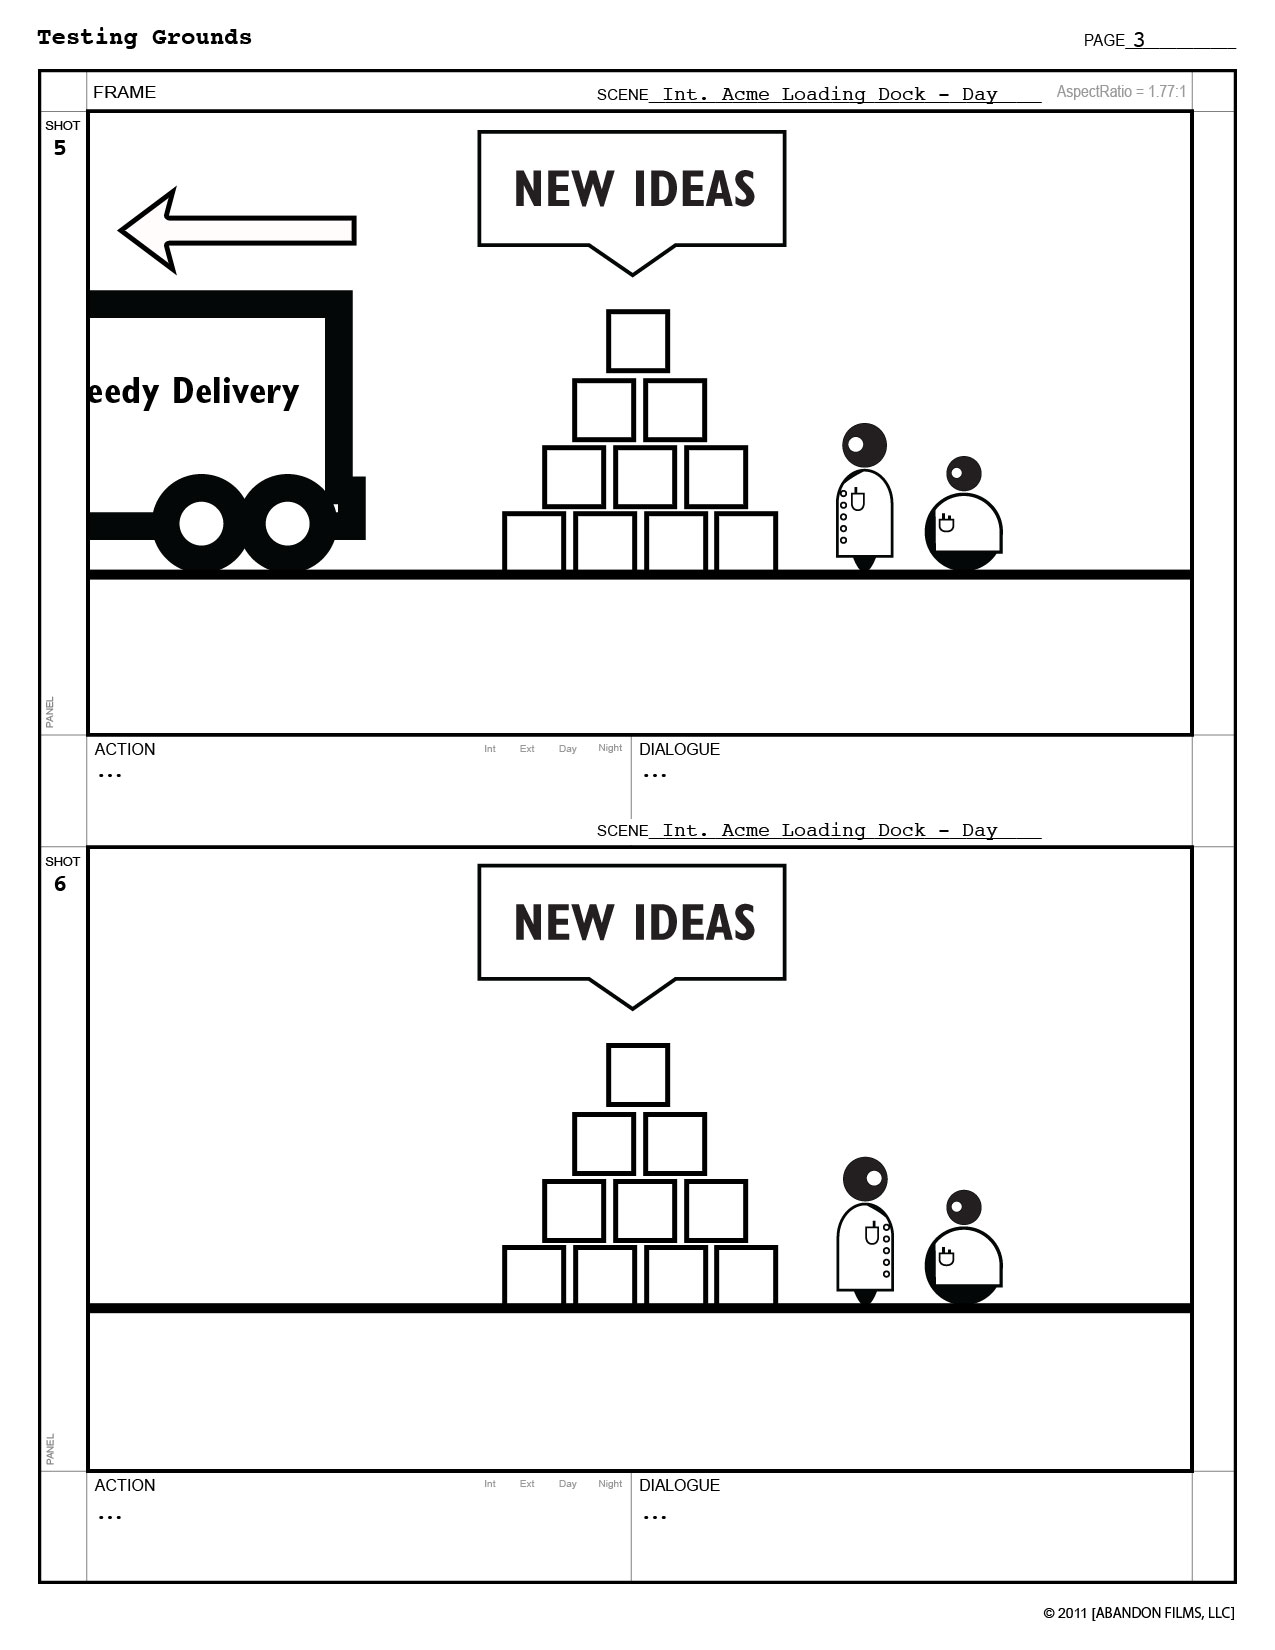 Testing Grounds
PAGE 3
FRAME
SCENE Int. Acme Loading Dock - Day
AspectRatio = 1.77:1
SHOT
5
NEW IDEAS
eedy Delivery
PANEL
ACTION
Int Ext Day Night
DIALOGUE
...
...
SCENE Int. Acme Loading Dock - Day
SHOT
6
NEW IDEAS
PANEL
ACTION
Int Ext Day Night
DIALOGUE
...
...
© 2011 [ABANDON FILMS, LLC]